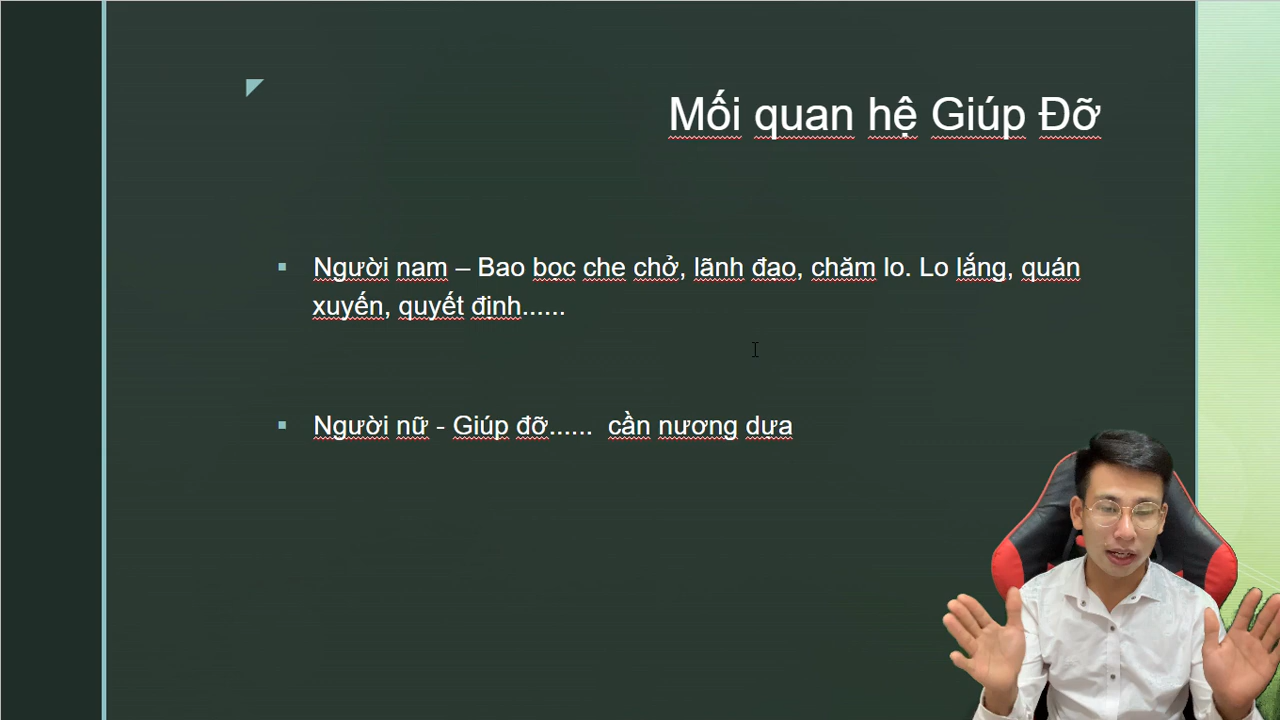 Mối quan hệ Giúp Đỡ
Người nam – Bao bọc che chở, lãnh đạo, chăm lo. Lo lắng, quán
xuyến, quyết định......
Người nữ - Giúp đỡ...... cần nương dựa